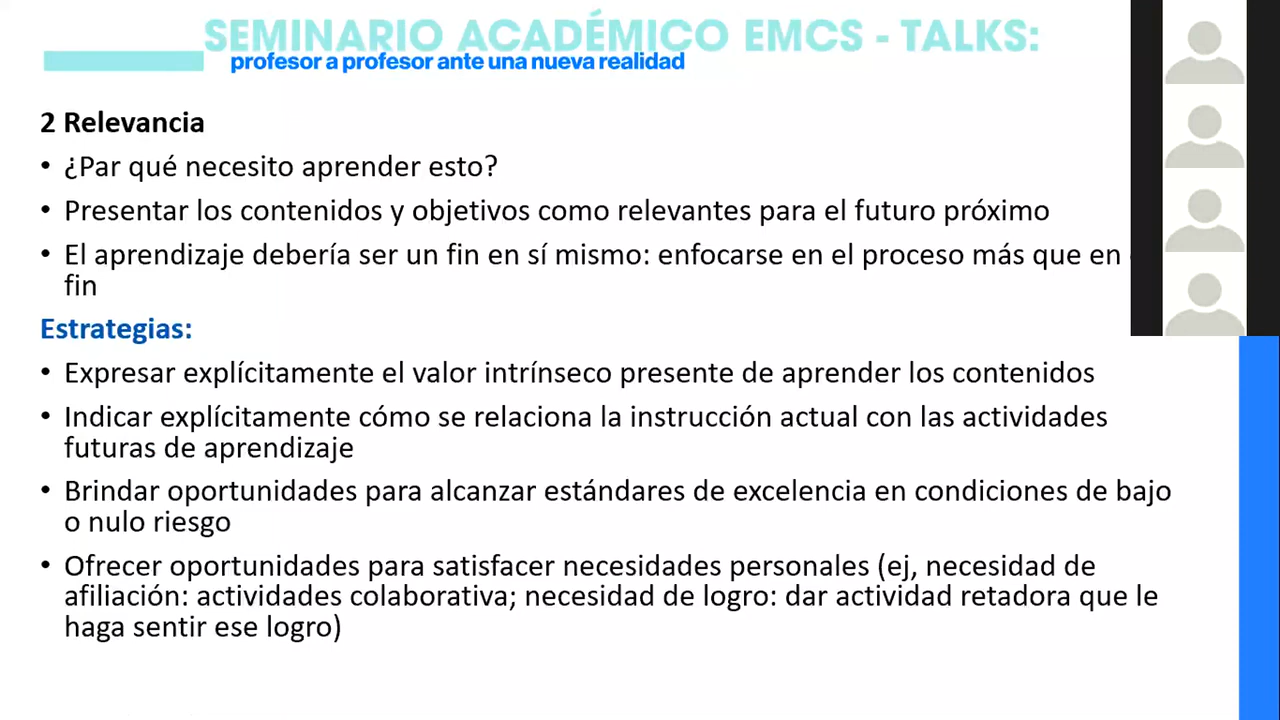 SEMINARIO ACADÉMICO EMCS - TALKS:
profesor a profesor ante una nueva realidad
2 Relevancia
• ¿Par qué necesito aprender esto?
• Presentar los contenidos y objetivos como relevantes para el futuro próximo
• El aprendizaje debería ser un fin en sí mismo: enfocarse en el proceso más que en
fin
Estrategias:
• Expresar explícitamente el valor intrínseco presente de aprender los contenidos
• Indicar explícitamente cómo se relaciona la instrucción actual con las actividades
futuras de aprendizaje
• Brindar oportunidades para alcanzar estándares de excelencia en condiciones de bajo
o nulo riesgo
• Ofrecer oportunidades para satisfacer necesidades personales (ej, necesidad de
afiliación: actividades colaborativa; necesidad de logro: dar actividad retadora que le
haga sentir ese logro)